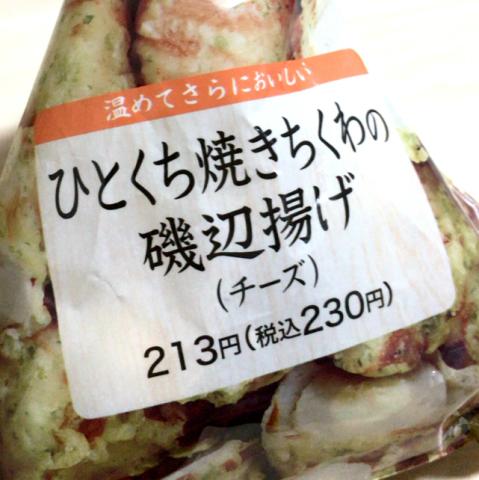 温めてさらにおいしい
ひとくち焼きちくわの
磯辺揚げ
(チーズ)
213円(税込230円)